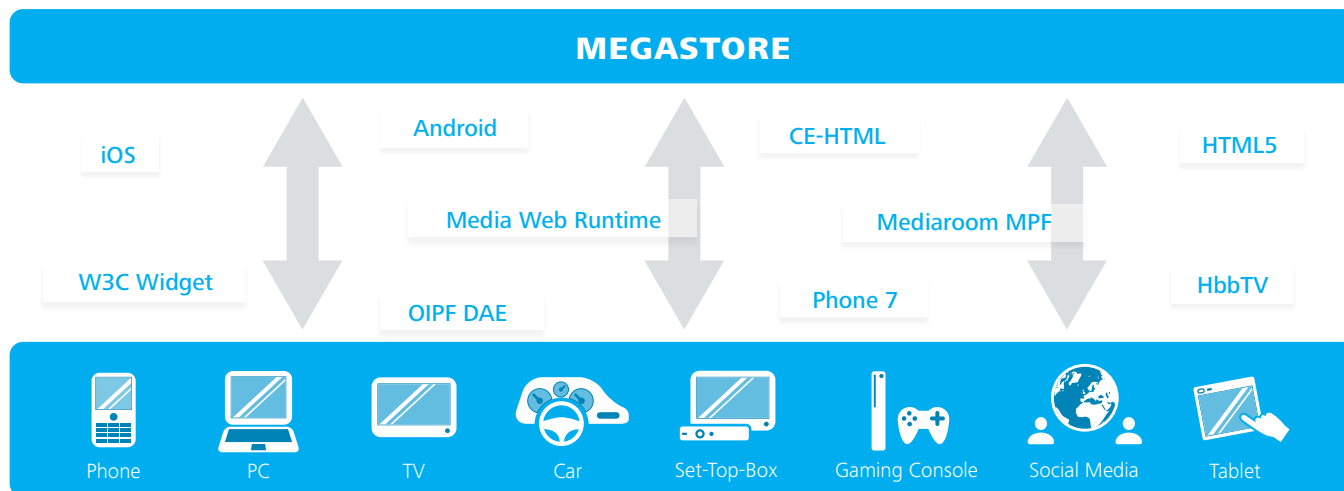 MEGASTORE
iOS
Android
CE-HTML
HTML5
Media Web Runtime
Mediaroom MPF
W3C Widget
OIPF DAE
Phone 7
HbbTV
Phone
PC
TV
Car
Set-Top-Box
Gaming Console
Social Media
Tablet